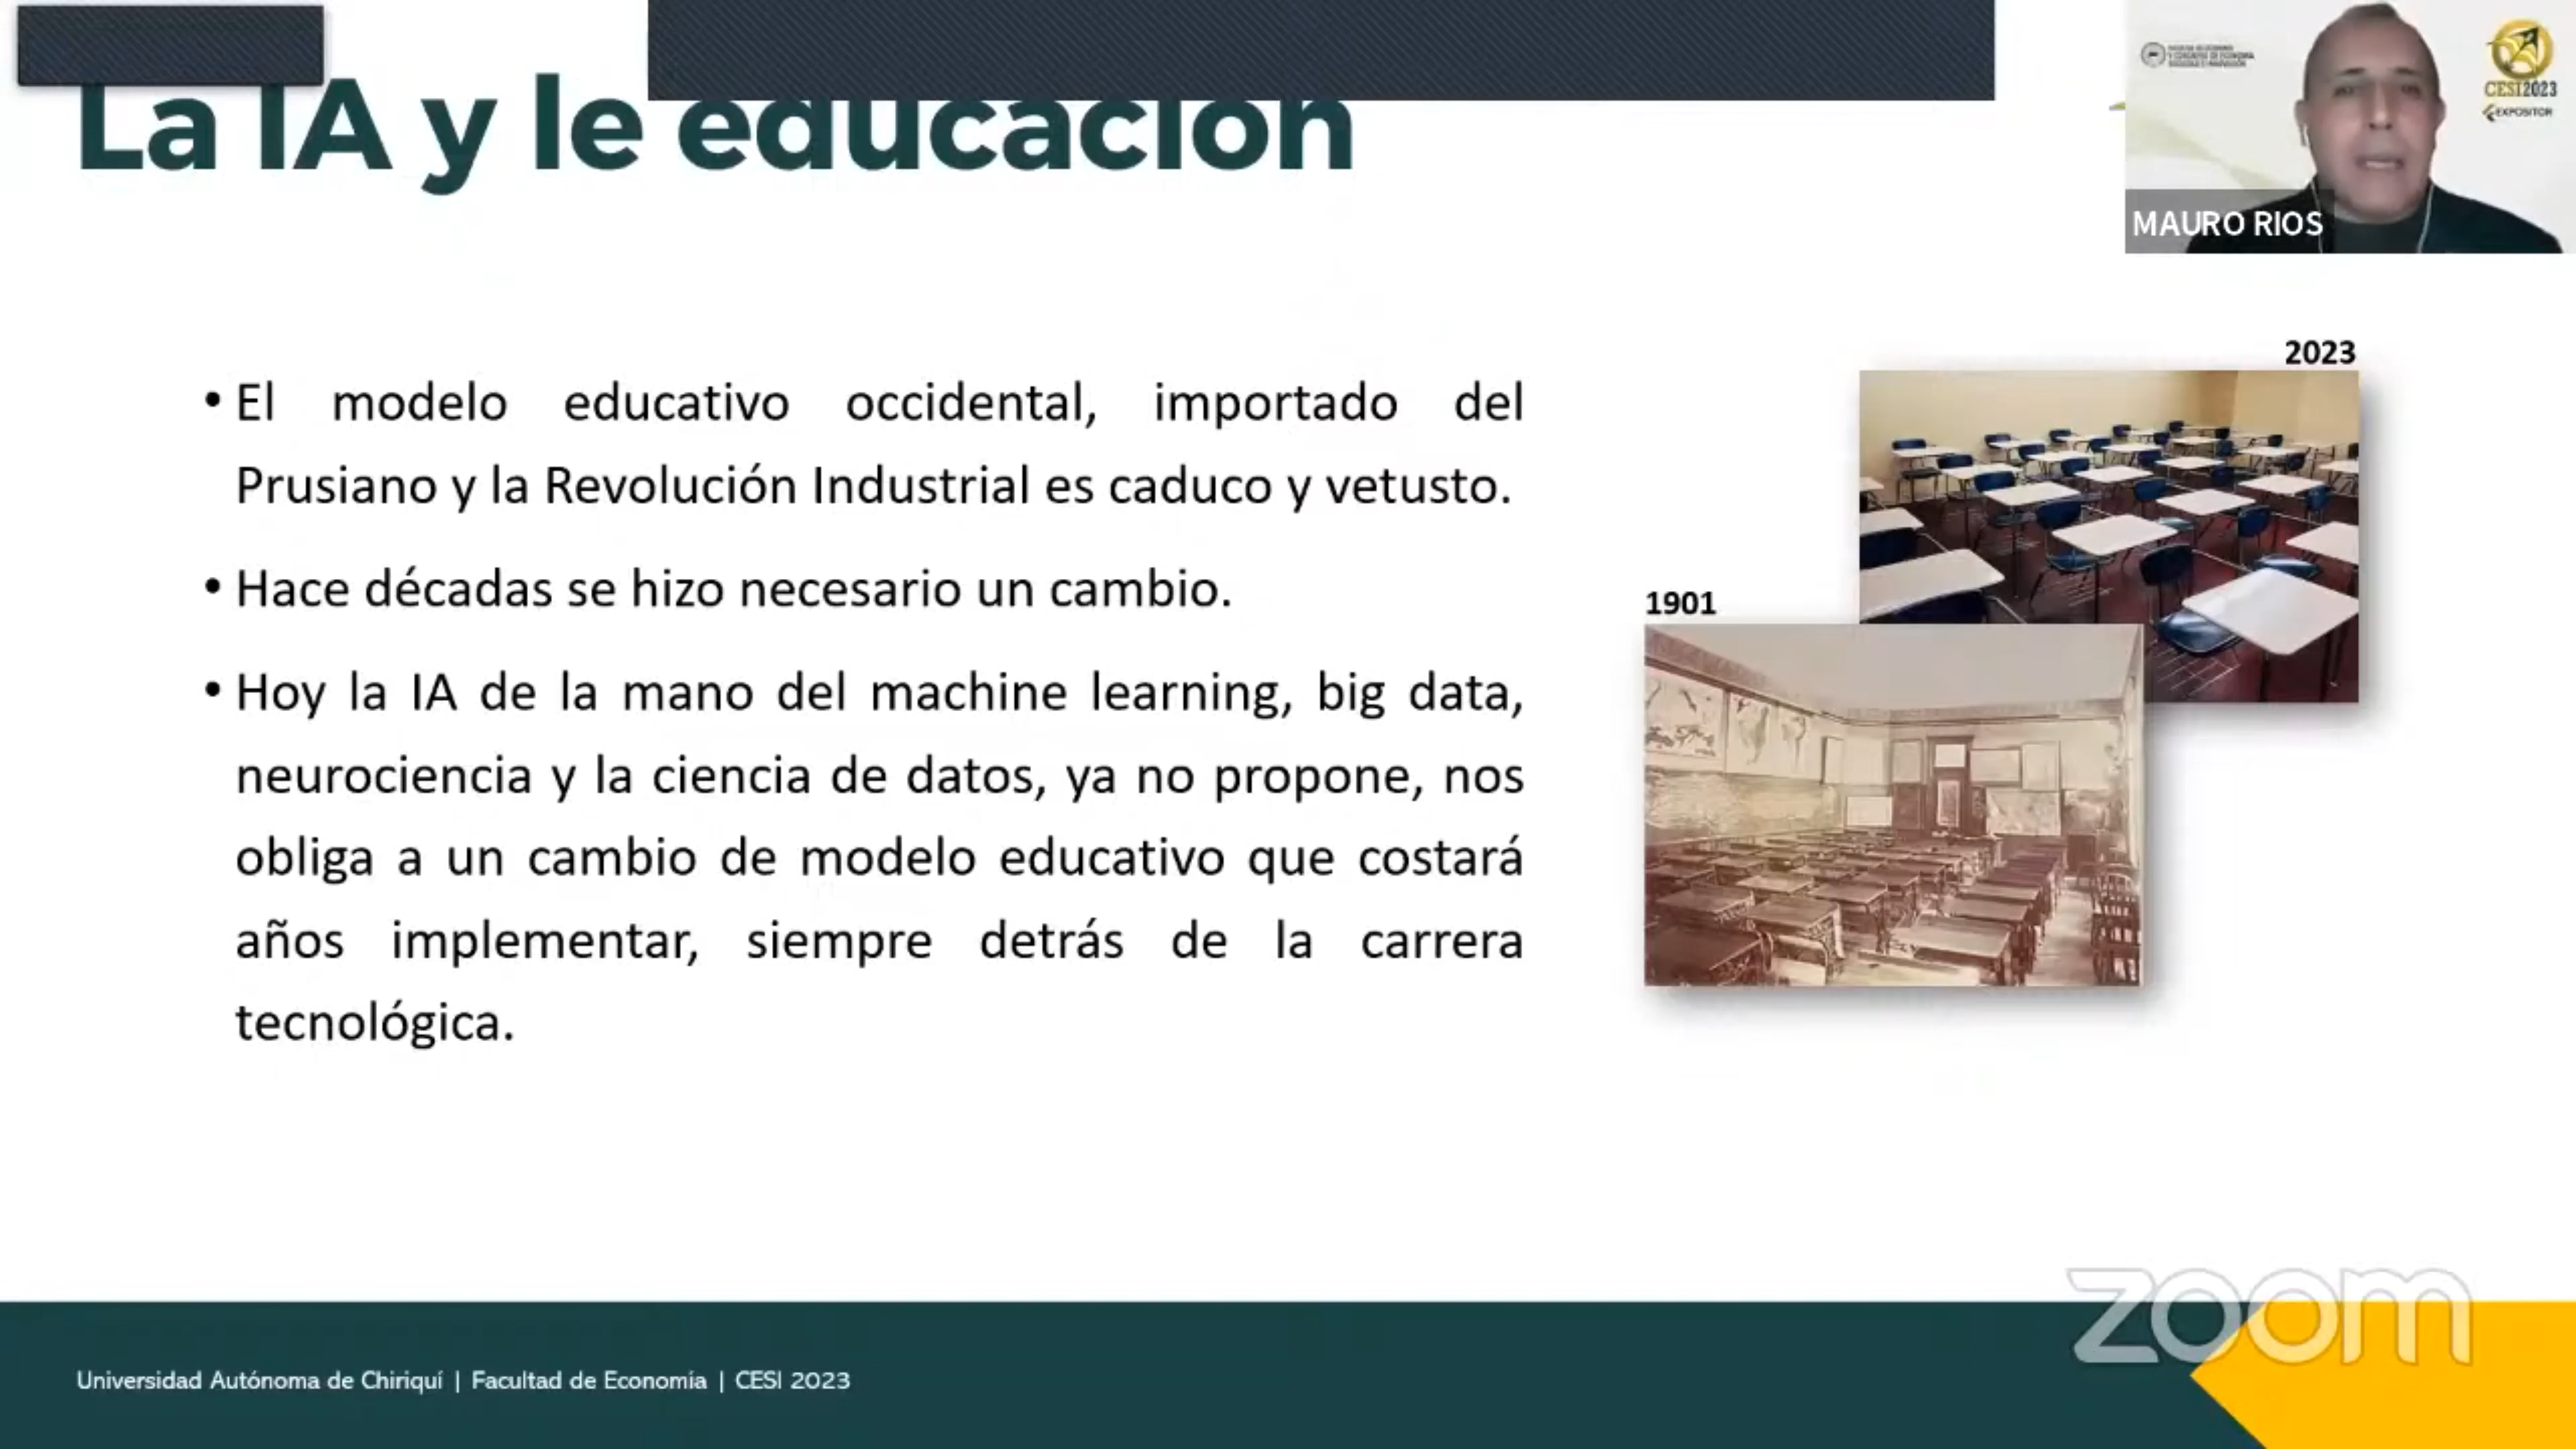 La IA y le educación
• El modelo educativo occidental, importado del
Prusiano y la Revolución Industrial es caduco y vetusto.
• Hace décadas se hizo necesario un cambio.
• Hoy la IA de la mano del machine learning, big data,
neurociencia y la ciencia de datos, ya no propone, nos
obliga a un cambio de modelo educativo que costará
años implementar, siempre detrás de la carrera
tecnológica.
2023
1901
CESI2023
EXPOSITOR
MAURO RIOS
zoom
Universidad Autónoma de Chiriquí | Facultad de Economía | CESI 2023